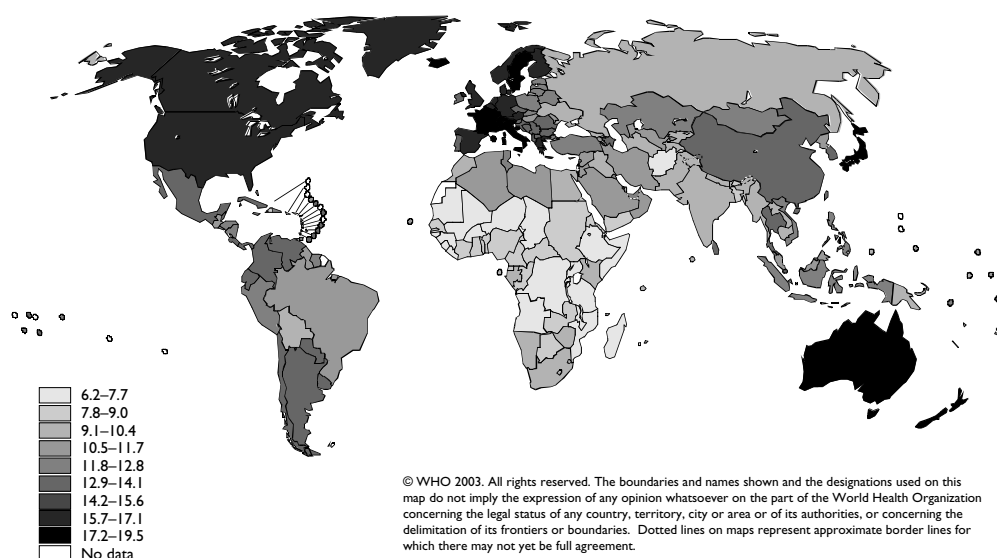 6.2–7.7
7.8–9.0
9.1–10.4
10.5–11.7
11.8–12.8
12.9–14.1
14.2–15.6
15.7–17.1
17.2–19.5
No data
© WHO 2003. All rights reserved. The boundaries and names shown and the designations used on this
map do not imply the expression of any opinion whatsoever on the part of the World Health Organization
concerning the legal status of any country, territory, city or area or of its authorities, or concerning the
delimitation of its frontiers or boundaries. Dotted lines on maps represent approximate border lines for
which there may not yet be full agreement.